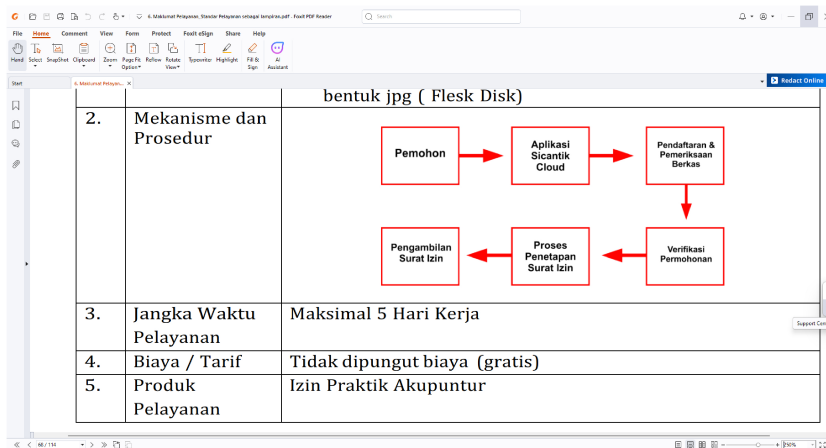 6. Maklumat Pelayanan, Standar Pelayanan sebagai lampiran.pdf - Foxit PDF Reader
Search
File Home Comment View Form Protect Foxit eSign Share Help
Hand Select SnapShot Clipboard Zoom Page Fit Option Reflow Rotate View Typewriter Highlight Fill & Sign AI Assistant
Start
6. Maklumat Pelayan...
Redact Online
bentuk jpg ( Flesk Disk)
2. Mekanisme dan Prosedur
Pemohon
Aplikasi
Sicantik
Cloud
Pendaftaran &
Pemeriksaan
Berkas
Verifikasi
Permohonan
Proses
Penetapan
Surat Izin
Pengambilan
Surat Izin
3. Jangka Waktu Pelayanan
Maksimal 5 Hari Kerja
4. Biaya / Tarif
Tidak dipungut biaya (gratis)
5. Produk Pelayanan
Izin Praktik Akupuntur
Support Cen
68 / 114
250%